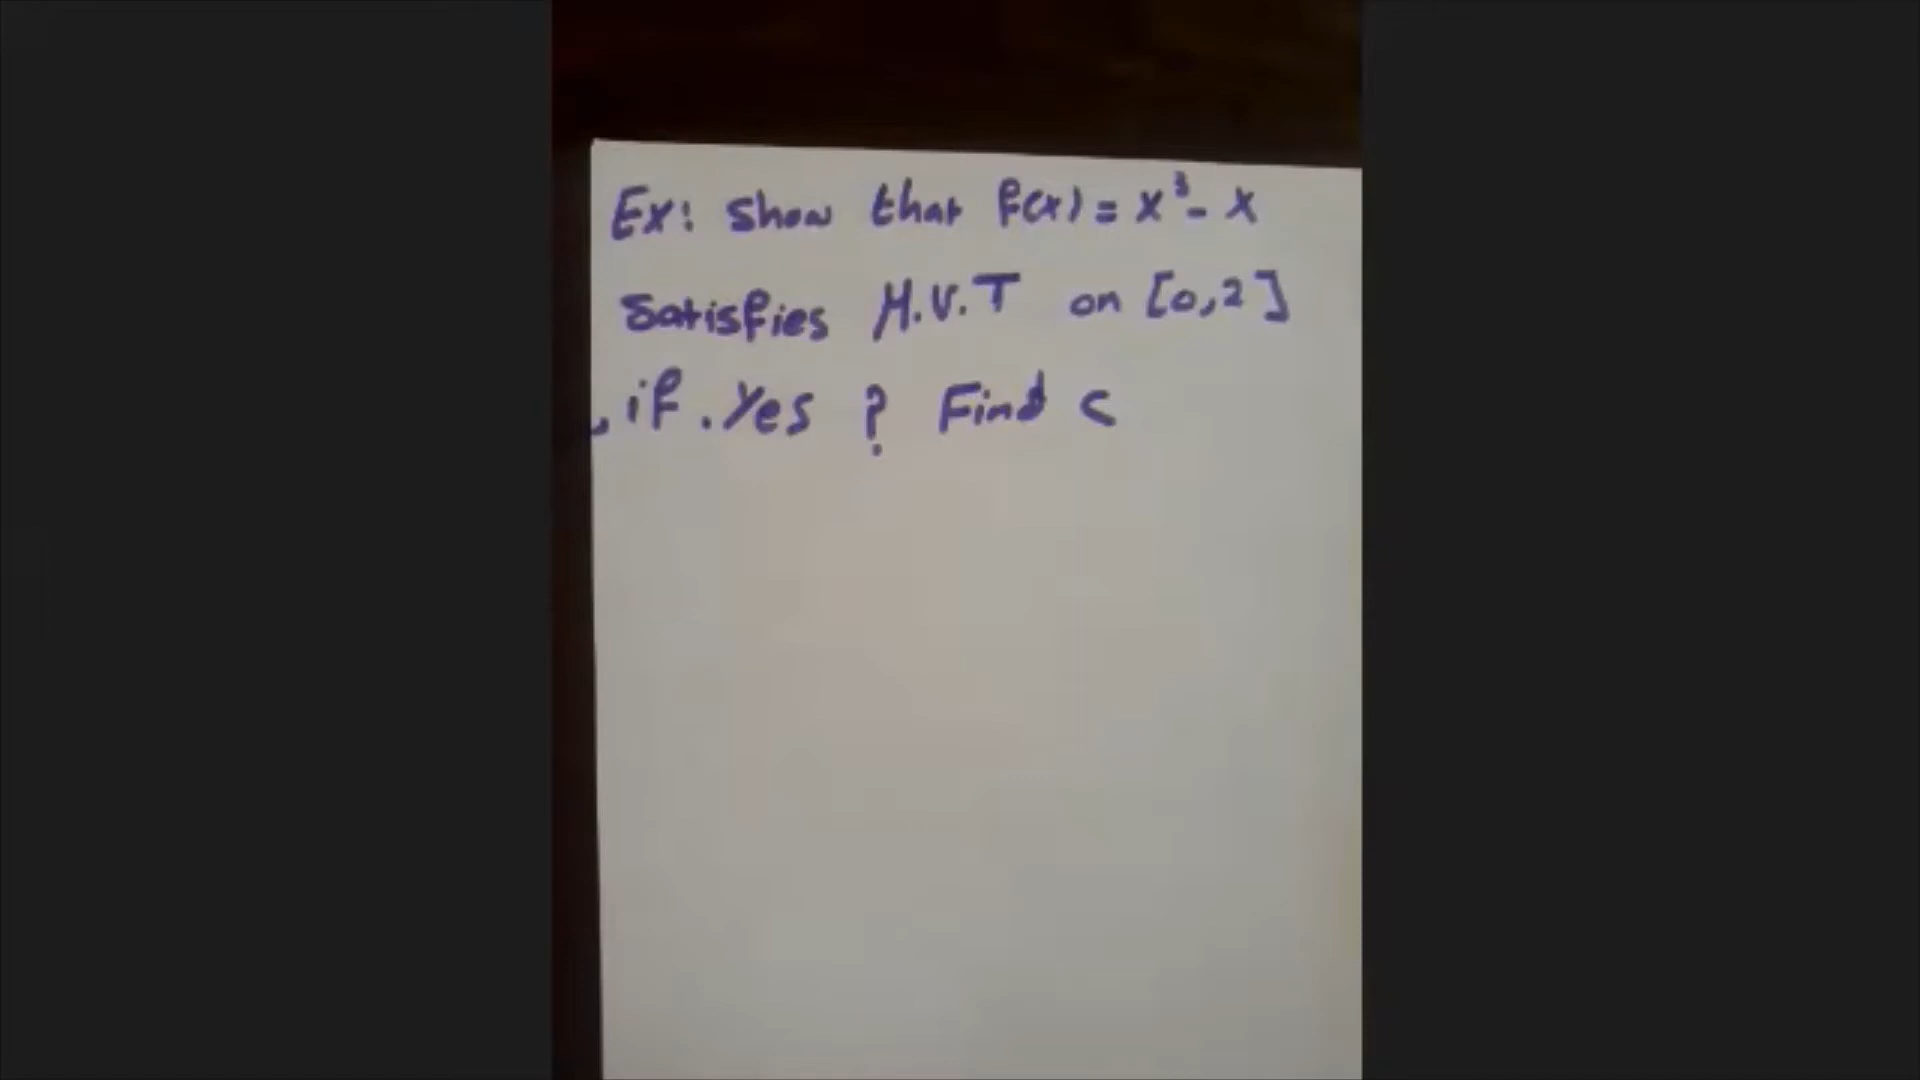 Ex: Show that f(x) = x³ - x
Satisfies M.V.T on [0,2]
, if . Yes ? Find c